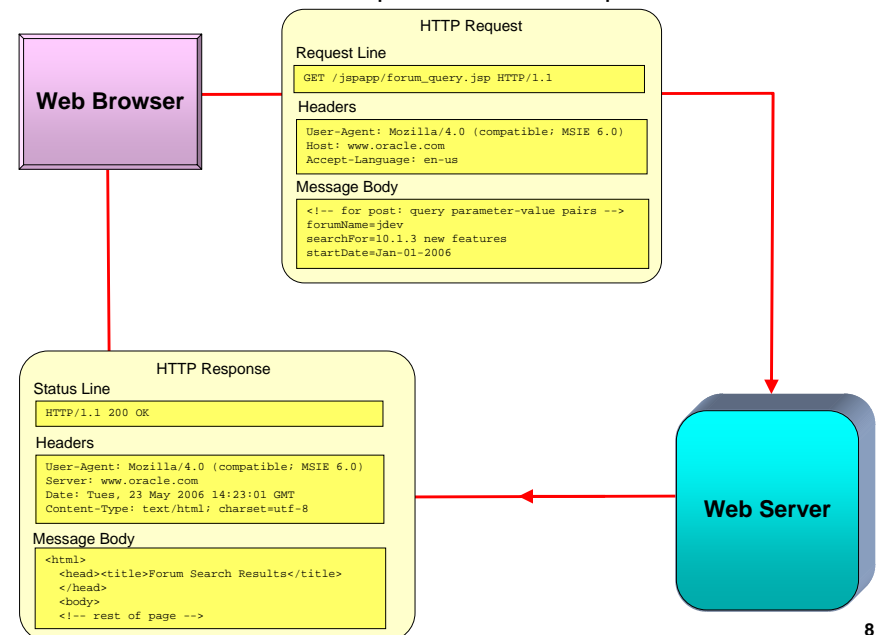 HTTP Request
Request Line
GET /jspapp/forum_query.jsp HTTP/1.1
Headers
User-Agent: Mozilla/4.0 (compatible; MSIE 6.0)
Host: www.oracle.com
Accept-Language: en-us
Message Body
<!-- for post: query parameter-value pairs -->
forumName=jdev
searchFor=10.1.3 new features
startDate=Jan-01-2006
Web Browser
HTTP Response
Status Line
HTTP/1.1 200 OK
Headers
User-Agent: Mozilla/4.0 (compatible; MSIE 6.0)
Server: www.oracle.com
Date: Tues, 23 May 2006 14:23:01 GMT
Content-Type: text/html; charset=utf-8
Message Body
<html>
<head><title>Forum Search Results</title>
</head>
<body>
<!-- rest of page -->
Web Server
8